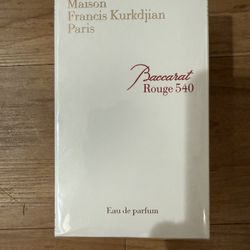 Maison
Francis Kurkdjian
Paris
Baccarat
Rouge 540
Eau de parfum